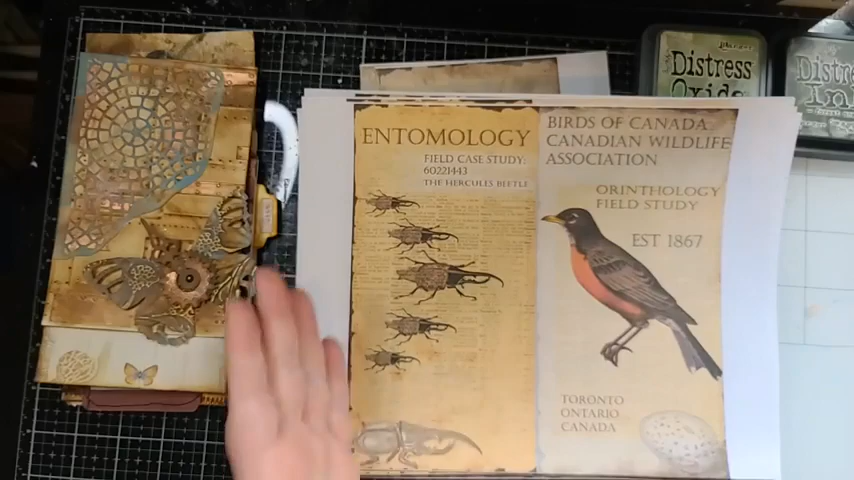 ENTOMOLOGY
FIELD CASE STUDY:
60221443
THE HERCULES BEETLE
BIRDS OF CANADA
CANADIAN WILDLIFE
ASSOCIATION
ORINTHOLOGY
FIELD STUDY
EST 1867
TORONTO
ONTARIO
CANADA
Distress
Oxide
Distress
Ink